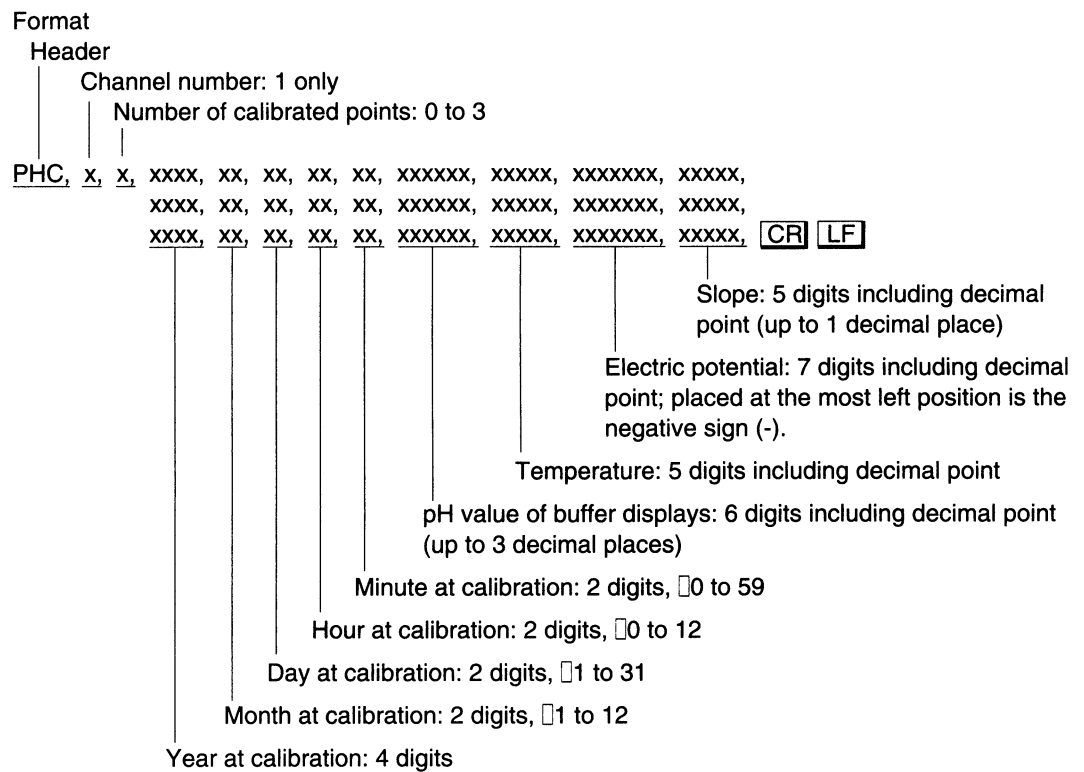 Format
Header
Channel number: 1 only
Number of calibrated points: 0 to 3
PHC, x, x, xxxx, xx, xx, xx, xx, xxxxxx, xxxxx, xxxxxxx, xxxxx,
xxxx, xx, xx, xx, xx, xxxxxx, xxxxx, xxxxxxx, xxxxx,
xxxx, xx, xx, xx, xx, xxxxxx, xxxxx, xxxxxxx, xxxxx, CR LF
Slope: 5 digits including decimal
point (up to 1 decimal place)
Electric potential: 7 digits including decimal
point; placed at the most left position is the
negative sign (-).
Temperature: 5 digits including decimal point
pH value of buffer displays: 6 digits including decimal point
(up to 3 decimal places)
Minute at calibration: 2 digits, ▯0 to 59
Hour at calibration: 2 digits, ▯0 to 12
Day at calibration: 2 digits, ▯1 to 31
Month at calibration: 2 digits, ▯1 to 12
Year at calibration: 4 digits